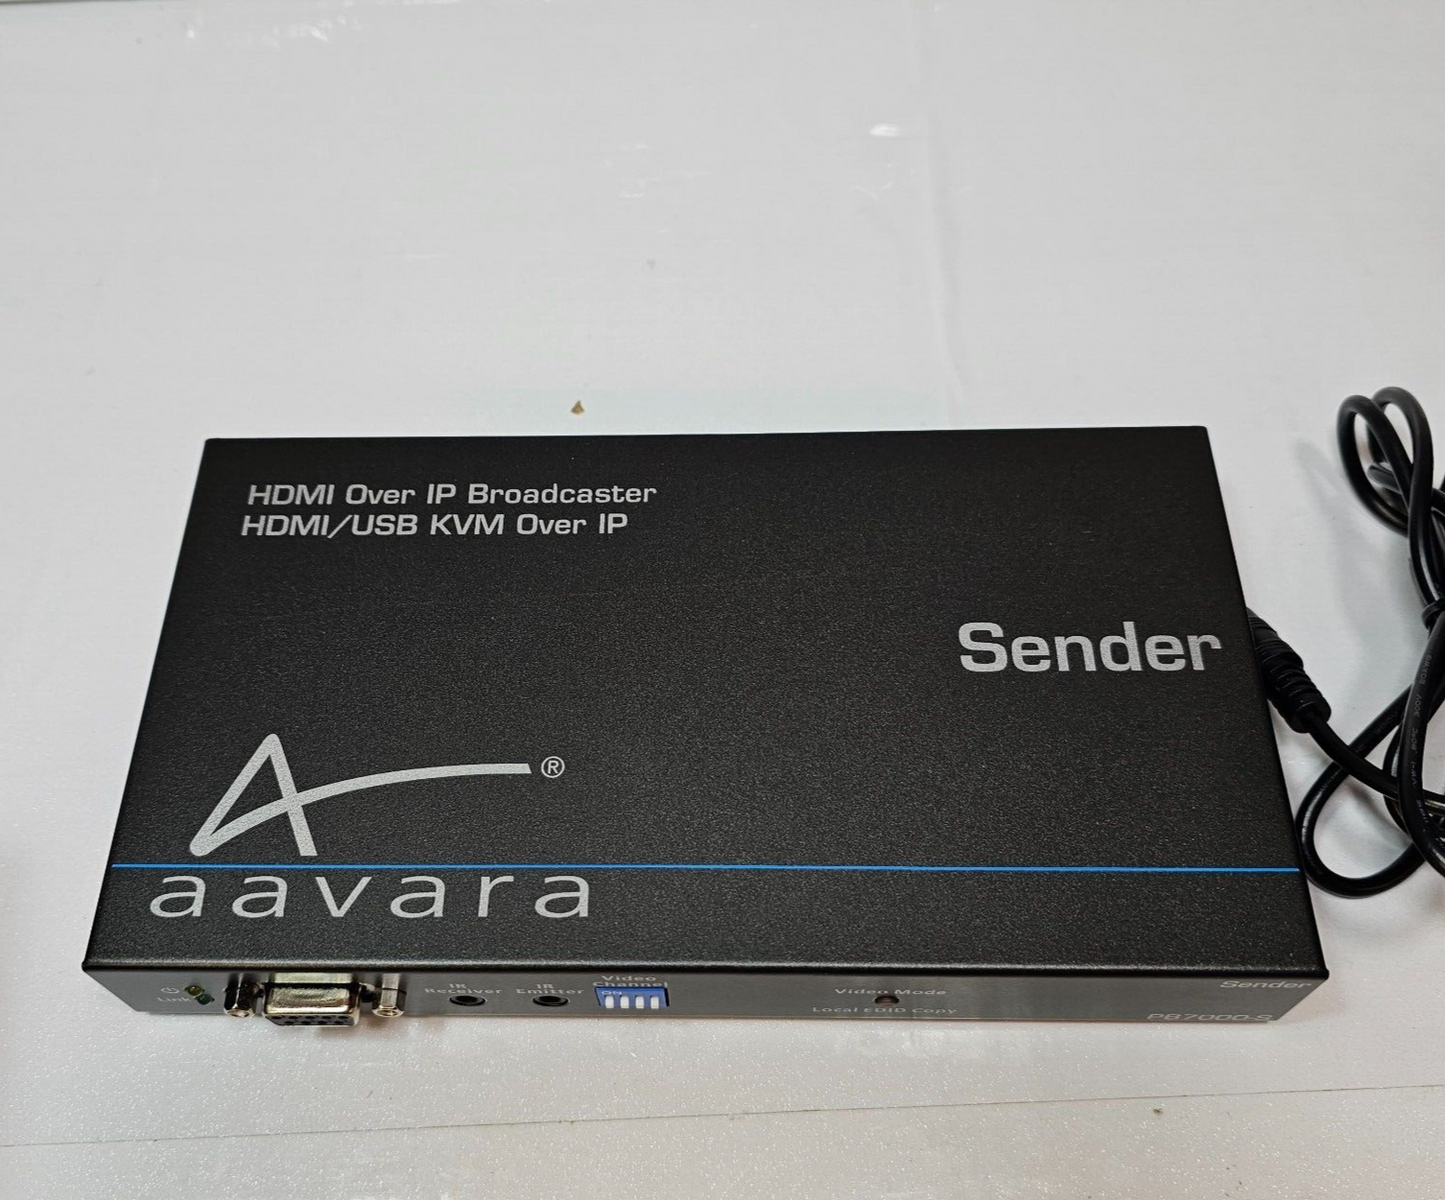 HDMI Over IP Broadcaster
HDMI/USB KVM Over IP
Sender
®
aavara
Link
IR Receiver
IR Emitter
Video Channel
ON
Video Mode
Local EDID Copy
Sender
PB7000-S